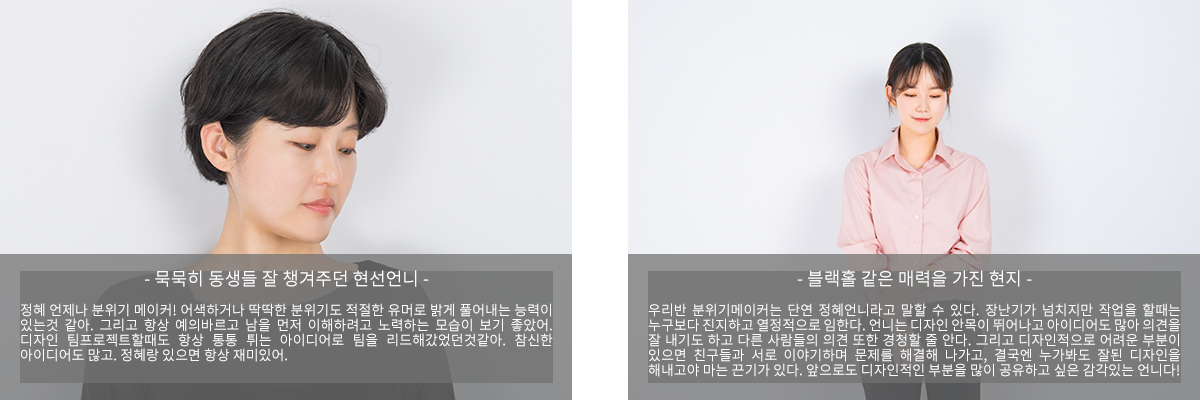 - 묵묵히 동생들 잘 챙겨주던 현선언니 -
정혜 언제나 분위기 메이커! 어색하거나 딱딱한 분위기도 적절한 유머로 밝게 풀어내는 능력이
있는것 같아. 그리고 항상 예의바르고 남을 먼저 이해하려고 노력하는 모습이 보기 좋았어.
디자인 팀프로젝트할때도 항상 통통 튀는 아이디어로 팀을 리드해갔었던것같아. 참신한
아이디어도 많고. 정혜랑 있으면 항상 재미있어.
- 블랙홀 같은 매력을 가진 현지 -
우리반 분위기메이커는 단연 정혜언니라고 말할 수 있다. 장난기가 넘치지만 작업을 할때는
누구보다 진지하고 열정적으로 임한다. 언니는 디자인 안목이 뛰어나고 아이디어도 많아 의견을
잘 내기도 하고 다른 사람들의 의견 또한 경청할 줄 안다. 그리고 디자인적으로 어려운 부분이
있으면 친구들과 서로 이야기하며 문제를 해결해 나가고, 결국엔 누가봐도 잘된 디자인을
해내고야 마는 끈기가 있다. 앞으로도 디자인적인 부분을 많이 공유하고 싶은 감각있는 언니다!